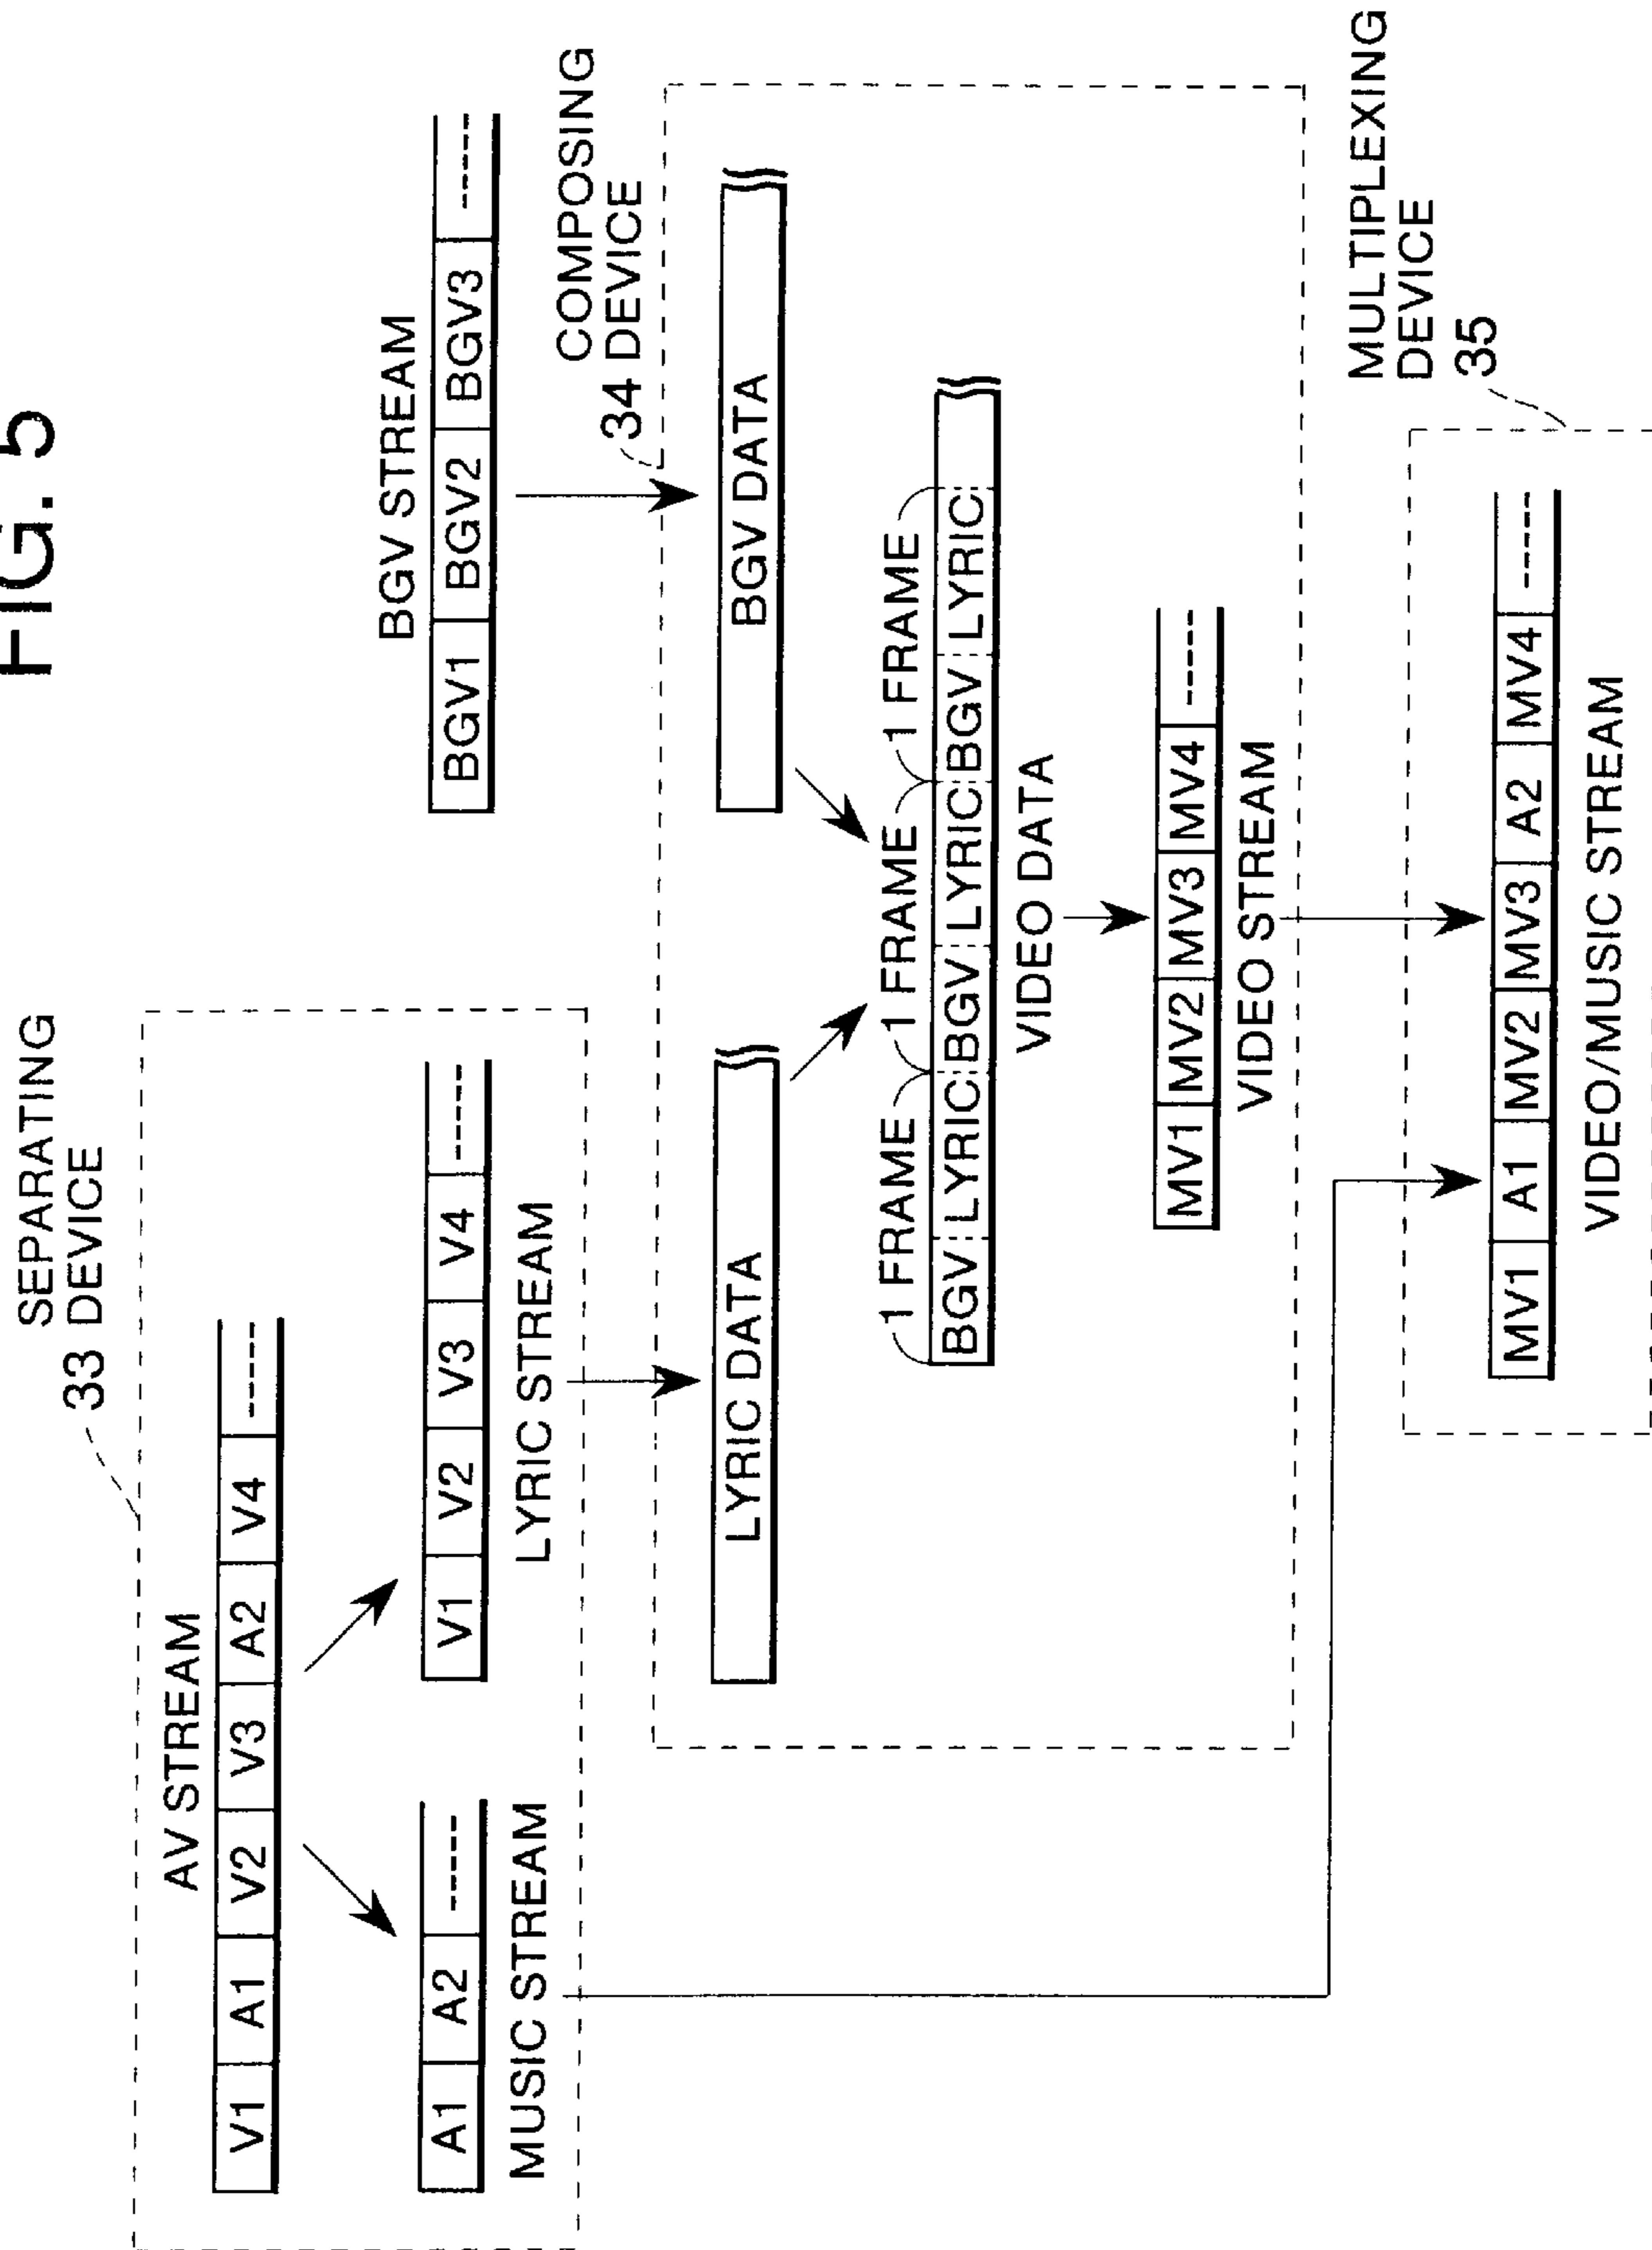 FIG. 5
SEPARATING
33 DEVICE
AV STREAM
V1 A1 V2 V3 A2 V4 -----
A1 A2 -----
MUSIC STREAM
V1 V2 V3 V4 -----
LYRIC STREAM
BGV STREAM
BGV1 BGV2 BGV3 -----
COMPOSING
34 DEVICE
LYRIC DATA
BGV DATA
1 FRAME 1 FRAME 1 FRAME
BGV LYRIC BGV LYRIC BGV LYRIC
VIDEO DATA
MV1 MV2 MV3 MV4 -----
VIDEO STREAM
MULTIPLEXING
DEVICE
35
MV1 A1 MV2 MV3 A2 MV4 -----
VIDEO/MUSIC STREAM